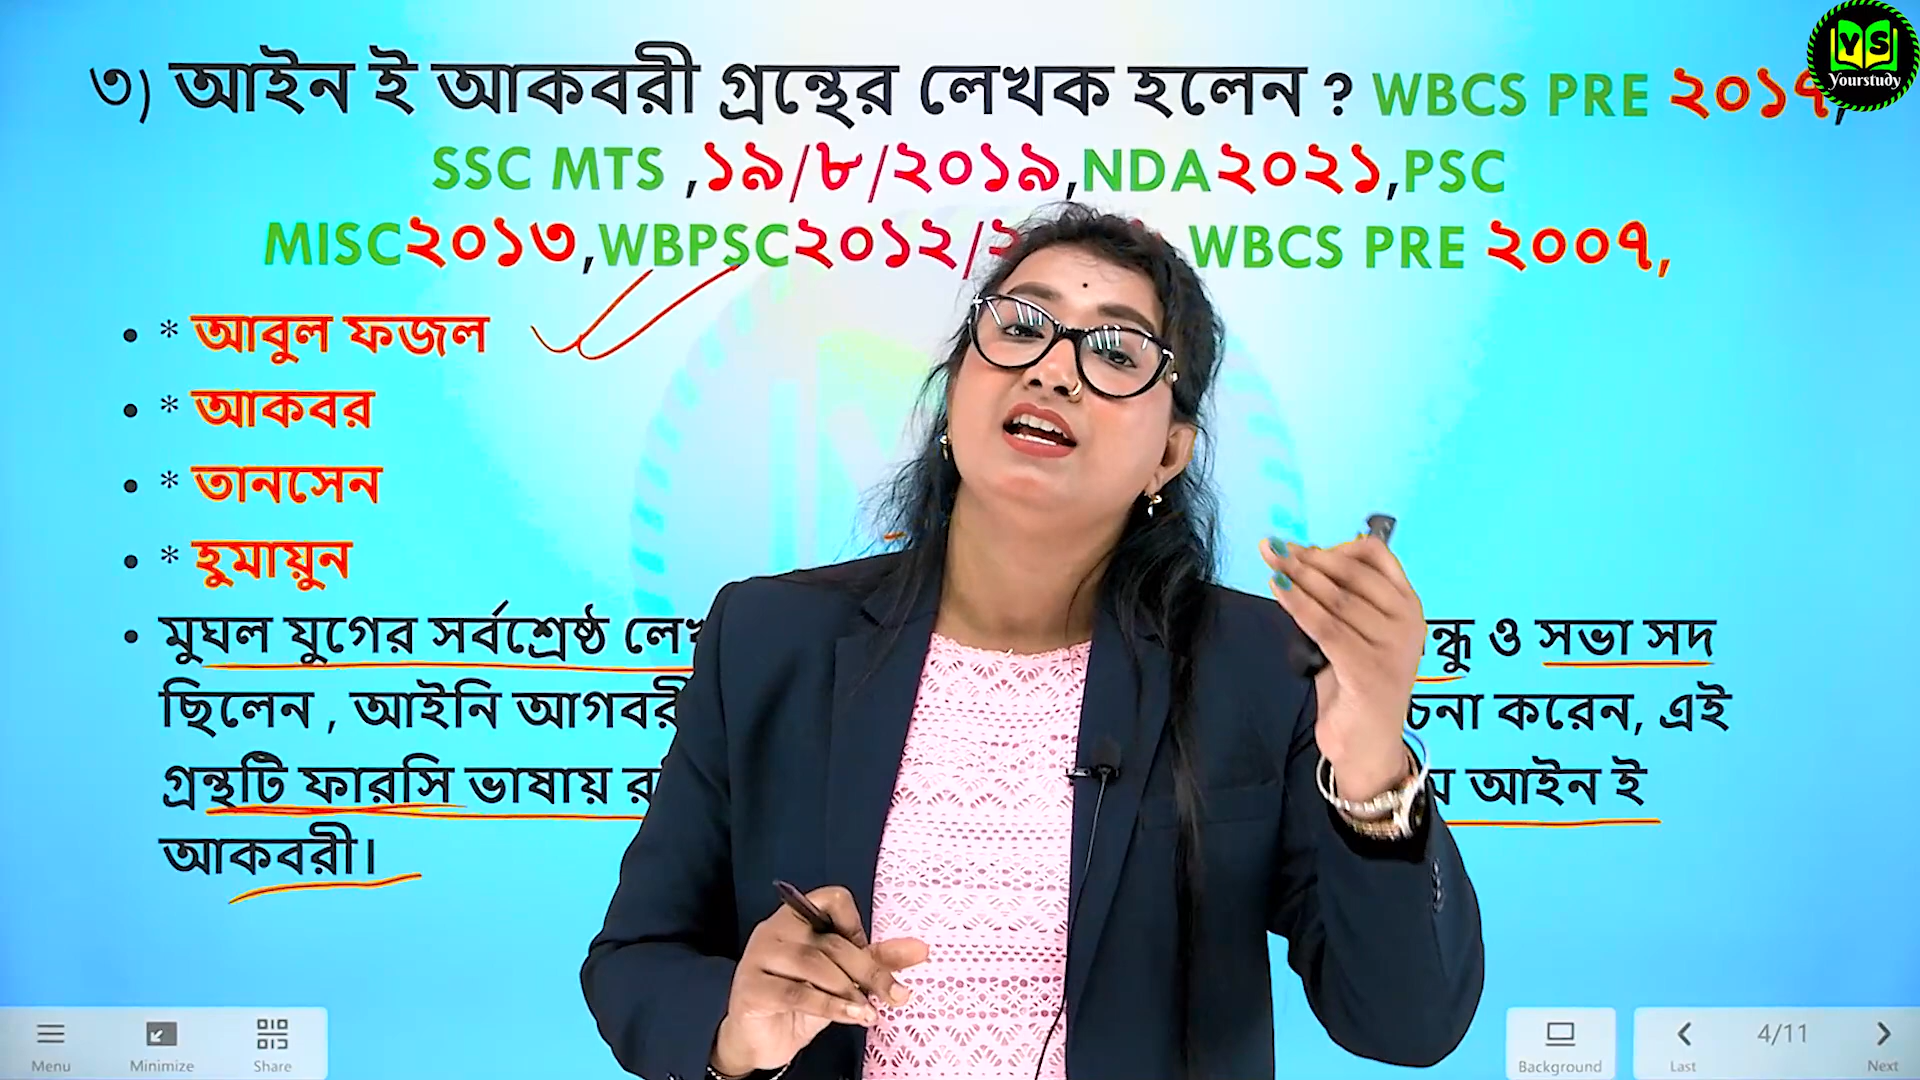 ৩) আইন ই আকবরী গ্রন্থের লেখক হলেন ? WBCS PRE ২০১৭,
SSC MTS ,১৯/৮/২০১৯,NDA২০২১,PSC
MISC২০১৩,WBPSC২০১২/ WBCS PRE ২০০৭,
• * আবুল ফজল
• * আকবর
• * তানসেন
• * হুমায়ুন
• মুঘল যুগের সর্বশ্রেষ্ঠ ও সভা সদ
ছিলেন , আইনি আগবরী করেন, এই
গ্রন্থটি ফারসি ভাষায় আইন ই
আকবরী।
YS
Yourstudy
Menu Minimize Share Background Last 4/11 Next